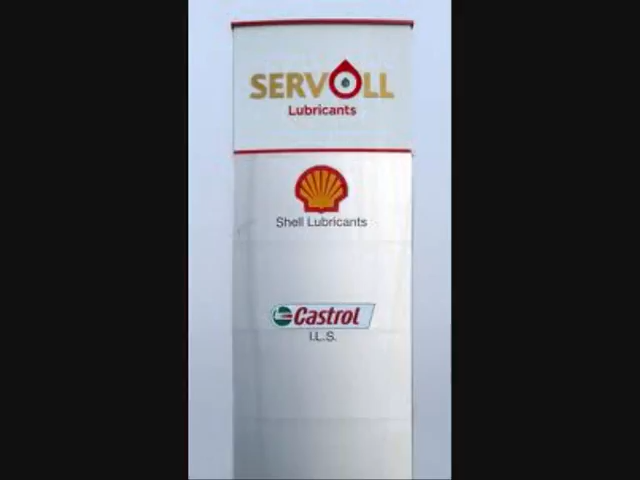 SERVOLL
Lubricants
Shell Lubricants
Castrol
I.L.S.